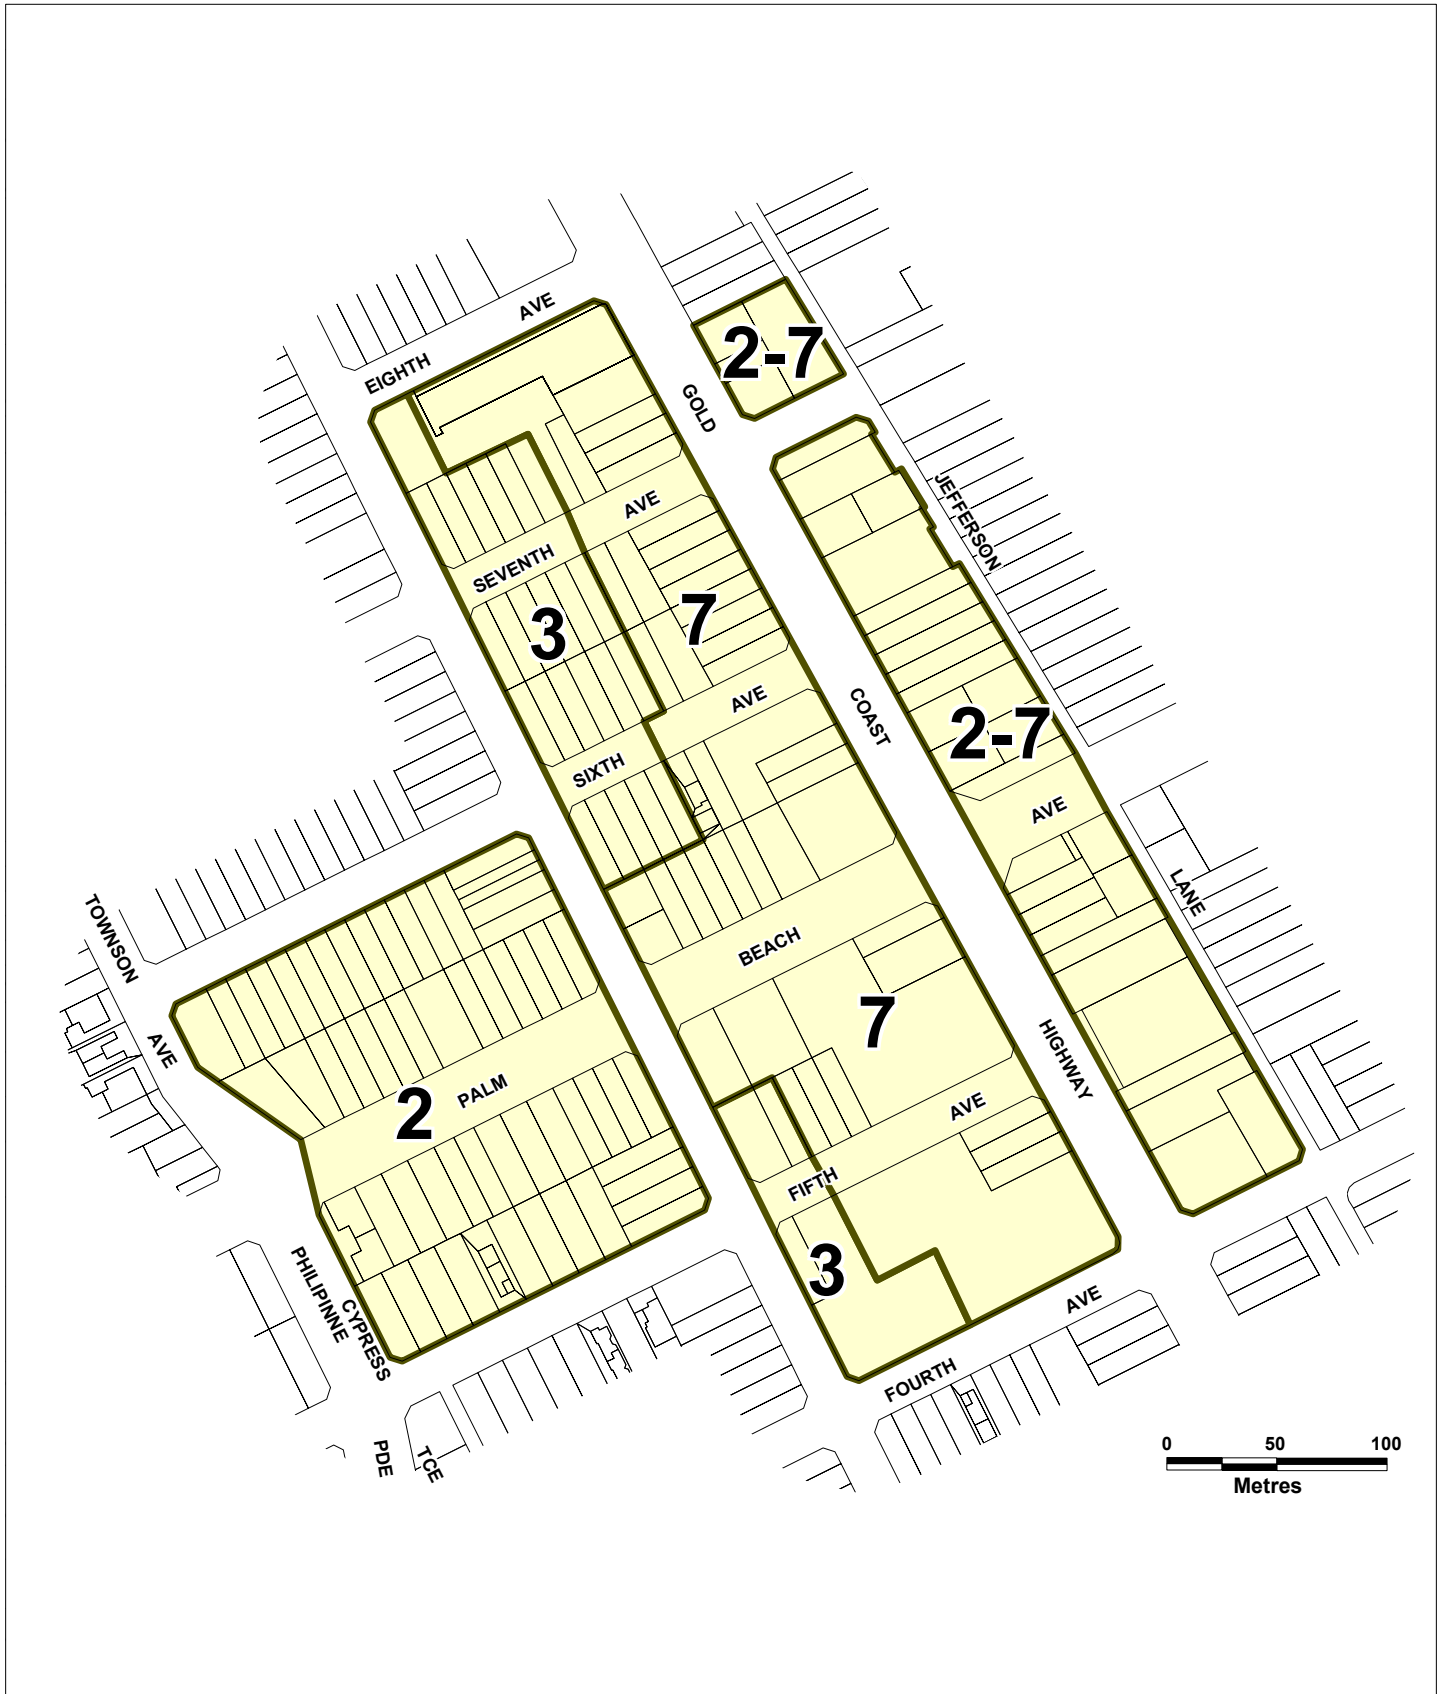 EIGHTH AVE
2-7
GOLD
JEFFERSON
SEVENTH AVE
3
7
SIXTH AVE
COAST
2-7
AVE
TOWNSON
AVE
LANE
BEACH
7
HIGHWAY
PALM
2
FIFTH AVE
3
PHILIPINNE
CYPRESS
FOURTH AVE
PDE
TCE
0 50 100
Metres